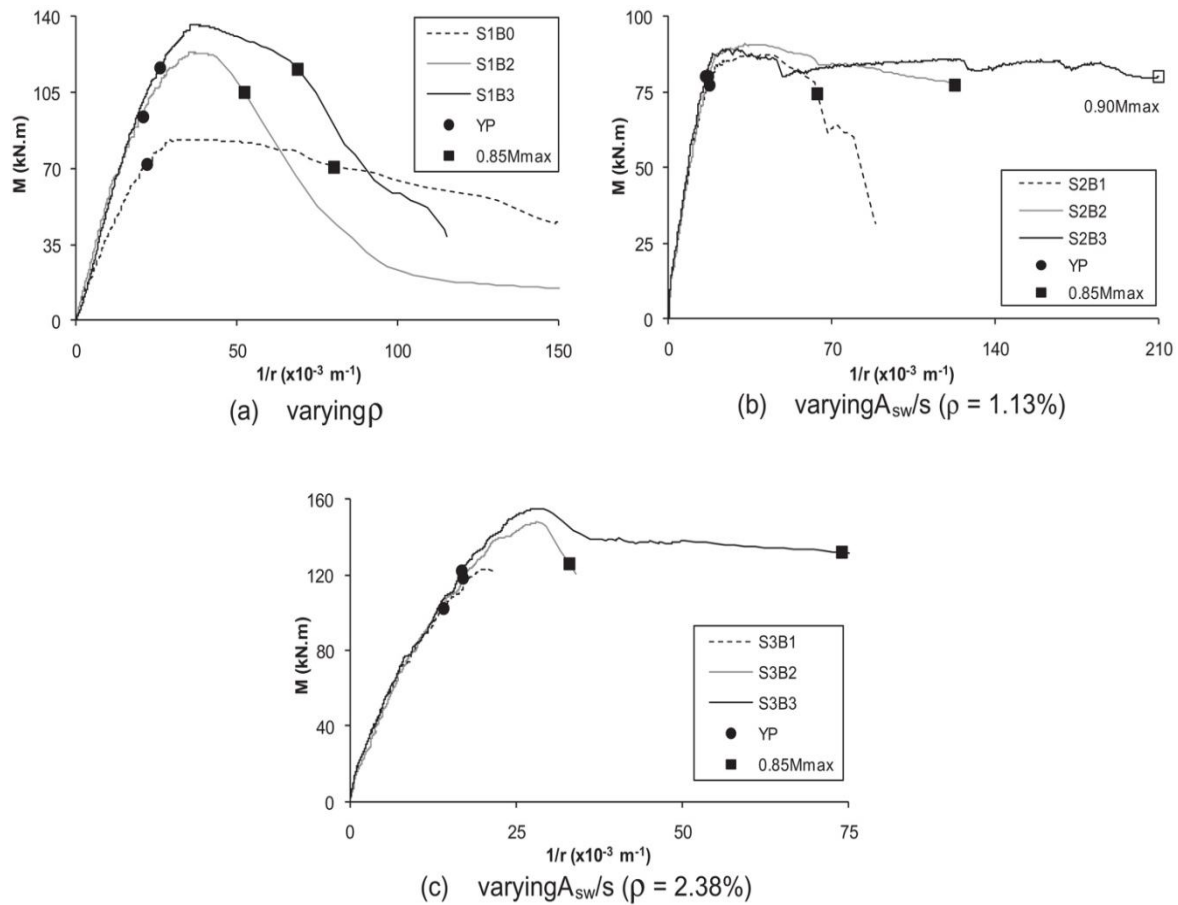 140
105
70
35
0
M (kN.m)
S1B0
S1B2
S1B3
YP
0.85Mmax
0
50
100
150
1/r (x10⁻³ m⁻¹)
(a) varyingρ
100
75
50
25
0
M (kN.m)
0.90Mmax
S2B1
S2B2
S2B3
YP
0.85Mmax
0
70
140
210
1/r (x10⁻³ m⁻¹)
(b) varyingAsw/s (ρ = 1.13%)
160
120
80
40
0
M (kN.m)
S3B1
S3B2
S3B3
YP
0.85Mmax
0
25
50
75
1/r (x10⁻³ m⁻¹)
(c) varyingAsw/s (ρ = 2.38%)